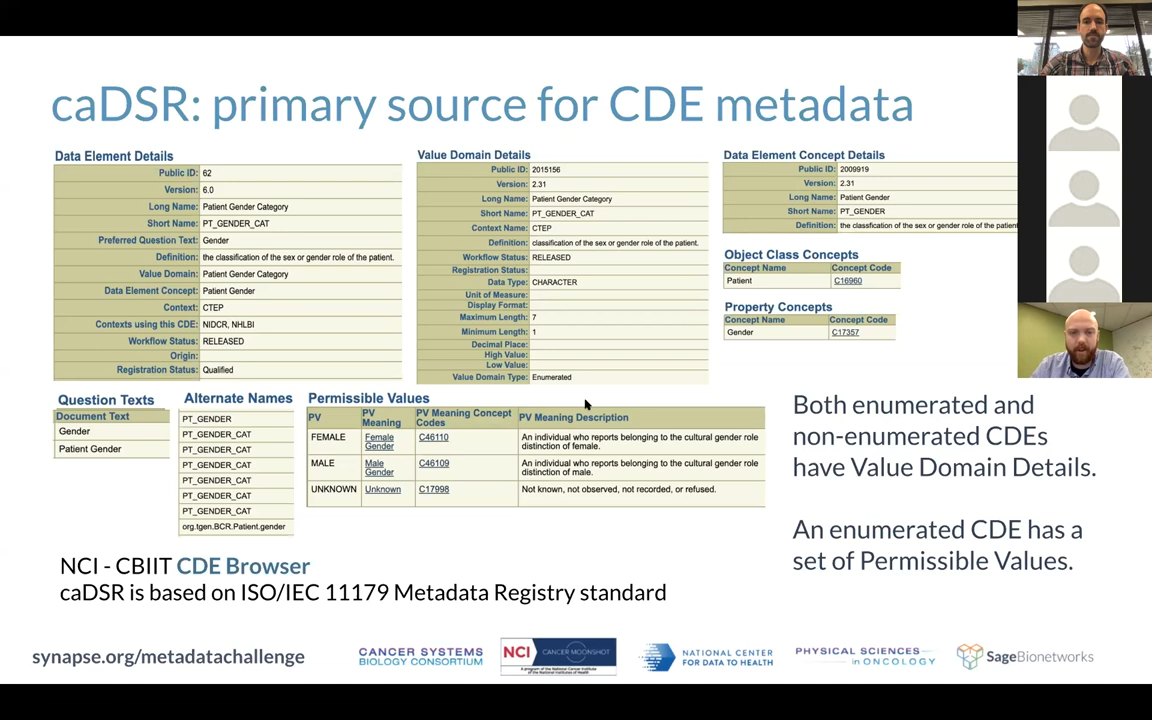 caDSR: primary source for CDE metadata
Data Element Details
Public ID: 62
Version: 6.0
Long Name: Patient Gender Category
Short Name: PT_GENDER_CAT
Preferred Question Text: Gender
Definition: the classification of the sex or gender role of the patient.
Value Domain: Patient Gender Category
Data Element Concept: Patient Gender
Context: CTEP
Contexts using this CDE: NIDCR, NHLBI
Workflow Status: RELEASED
Origin:
Registration Status: Qualified
Value Domain Details
Public ID: 2015156
Version: 2.31
Long Name: Patient Gender Category
Short Name: PT_GENDER_CAT
Context Name: CTEP
Definition: classification of the sex or gender role of the patient.
Workflow Status: RELEASED
Registration Status:
Data Type: CHARACTER
Unit of Measure:
Display Format:
Maximum Length: 7
Minimum Length: 1
Decimal Place:
High Value:
Low Value:
Value Domain Type: Enumerated
Data Element Concept Details
Public ID: 2009919
Version: 2.31
Long Name: Patient Gender
Short Name: PT_GENDER
Definition: the classfication of the sex or gender role of the patient
Object Class Concepts
Concept Name Concept Code
Patient C16960
Property Concepts
Concept Name Concept Code
Gender C17357
Question Texts
Document Text
Gender
Patient Gender
Alternate Names
PT_GENDER
PT_GENDER_CAT
PT_GENDER_CAT
PT_GENDER_CAT
PT_GENDER_CAT
PT_GENDER_CAT
PT_GENDER_CAT
org.tgen.BCR.Patient.gender
Permissible Values
PV PV Meaning PV Meaning Concept Codes PV Meaning Description
FEMALE Female Gender C46110 An individual who reports belonging to the cultural gender role distinction of female.
MALE Male Gender C46109 An individual who reports belonging to the cultural gender role distinction of male.
UNKNOWN Unknown C17998 Not known, not observed, not recorded, or refused.
Both enumerated and
non-enumerated CDEs
have Value Domain Details.
An enumerated CDE has a
set of Permissible Values.
NCI - CBIIT CDE Browser
caDSR is based on ISO/IEC 11179 Metadata Registry standard
synapse.org/metadatachallenge
CANCER SYSTEMS
BIOLOGY CONSORTIUM
NCI CANCER MOONSHOT
A program of the National Cancer Institute
of the National Institutes of Health
NATIONAL CENTER
FOR DATA TO HEALTH
PHYSICAL SCIENCES
in ONCOLOGY
SageBionetworks